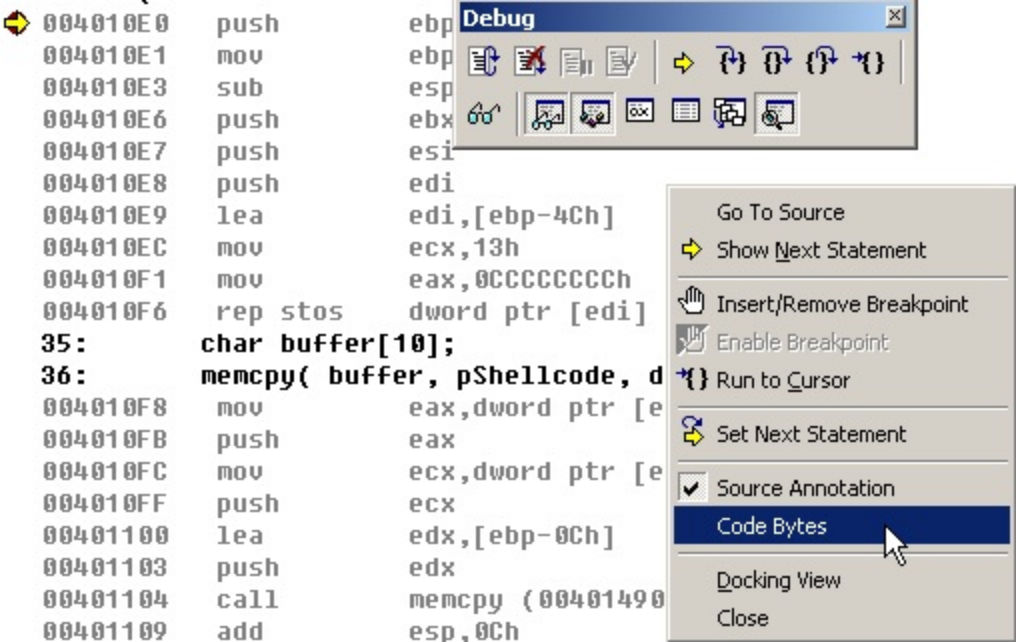 Debug
004010E0 push ebp
004010E1 mov ebp
004010E3 sub esp
004010E6 push ebx
004010E7 push esi
004010E8 push edi
004010E9 lea edi,[ebp-4Ch]
004010EC mov ecx,13h
004010F1 mov eax,0CCCCCCCCh
004010F6 rep stos dword ptr [edi]
35: char buffer[10];
36: memcpy( buffer, pShellcode, d
004010F8 mov eax,dword ptr [e
004010FB push eax
004010FC mov ecx,dword ptr [e
004010FF push ecx
00401100 lea edx,[ebp-0Ch]
00401103 push edx
00401104 call memcpy (00401490
00401109 add esp,0Ch
Go To Source
Show Next Statement
Insert/Remove Breakpoint
Enable Breakpoint
Run to Cursor
Set Next Statement
Source Annotation
Code Bytes
Docking View
Close